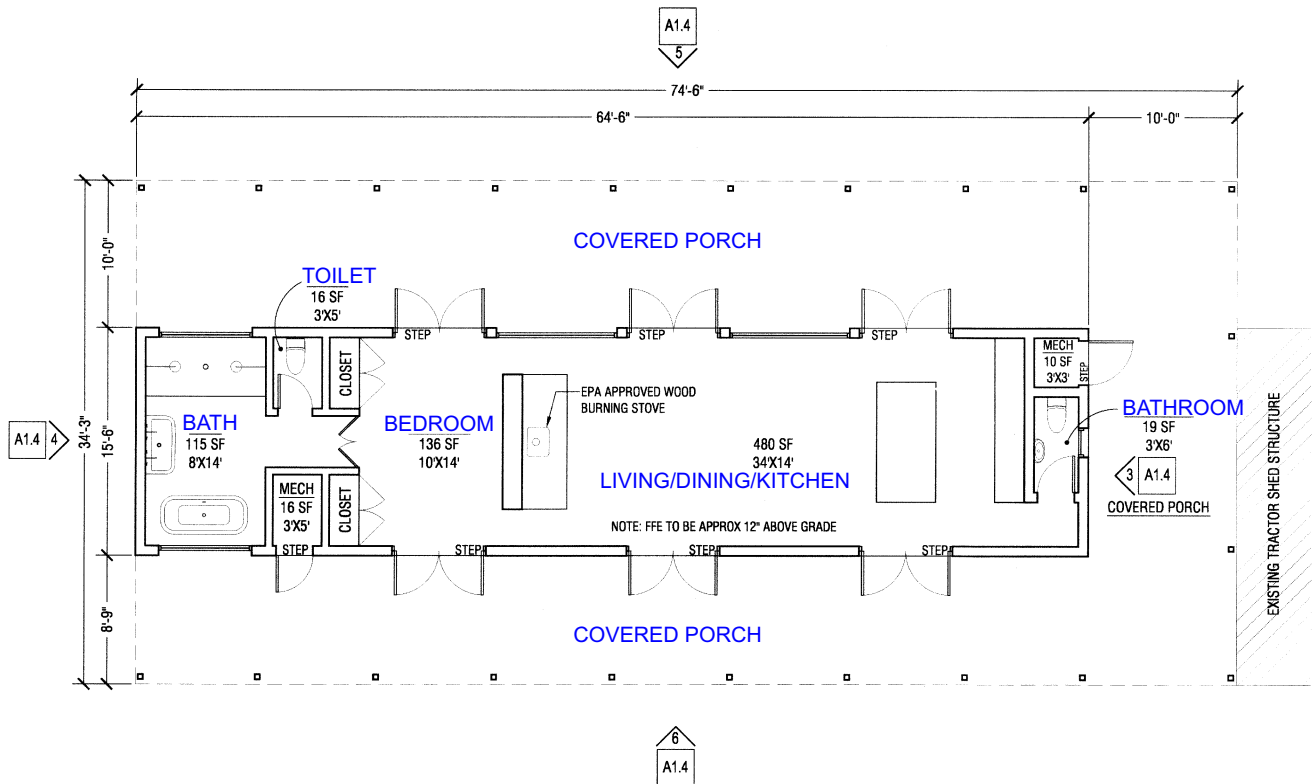 A1.4
5
74'-6"
64'-6"
10'-0"
10'-0"
COVERED PORCH
TOILET
16 SF
3'X5'
STEP
STEP
STEP
34'-3"
15'-6"
A1.4 4
CLOSET
MECH
10 SF
3'X3'
STEP
EPA APPROVED WOOD
BURNING STOVE
BATH
115 SF
8'X14'
BEDROOM
136 SF
10'X14'
480 SF
34'X14'
LIVING/DINING/KITCHEN
BATHROOM
19 SF
3'X6'
3 A1.4
COVERED PORCH
MECH
16 SF
3'X5'
CLOSET
NOTE: FFE TO BE APPROX 12" ABOVE GRADE
STEP
STEP
STEP
STEP
EXISTING TRACTOR SHED STRUCTURE
8'-9"
COVERED PORCH
6
A1.4